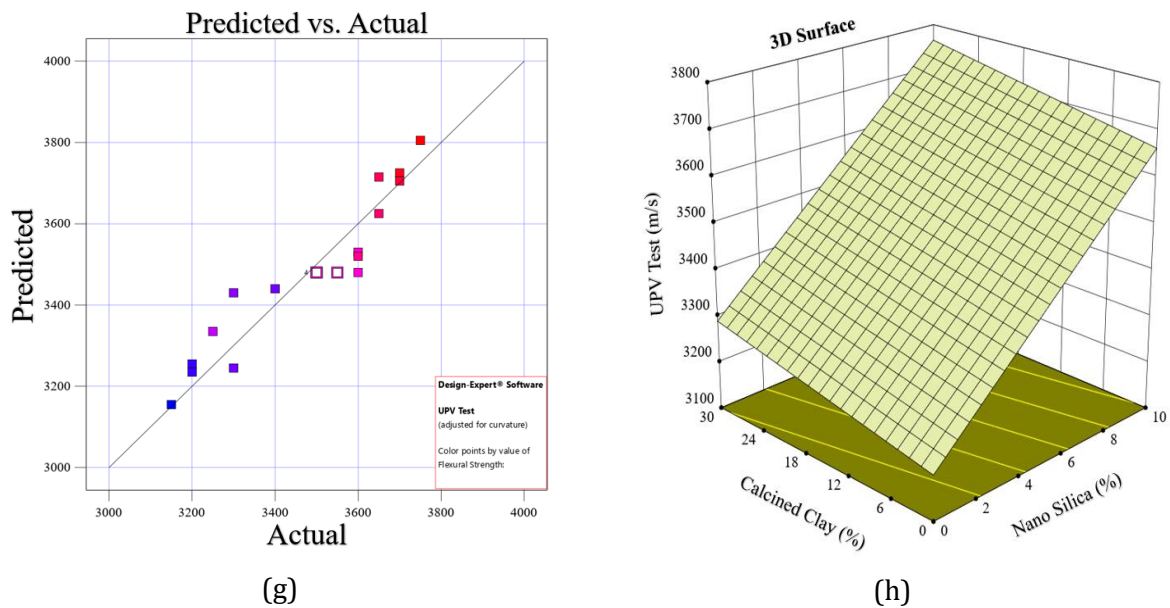 Predicted vs. Actual
4000
3800
3600
3400
3200
3000
Predicted
4
Design-Expert® Software
UPV Test
(adjusted for curvature)
Color points by value of
Flexural Strength:
3000 3200 3400 3600 3800 4000
Actual
(g)
3D Surface
3800
3700
3600
3500
3400
3300
3200
3100
UPV Test (m/s)
30
24
18
12
6
0
Calcined Clay (%)
0
2
4
6
8
10
Nano Silica (%)
(h)